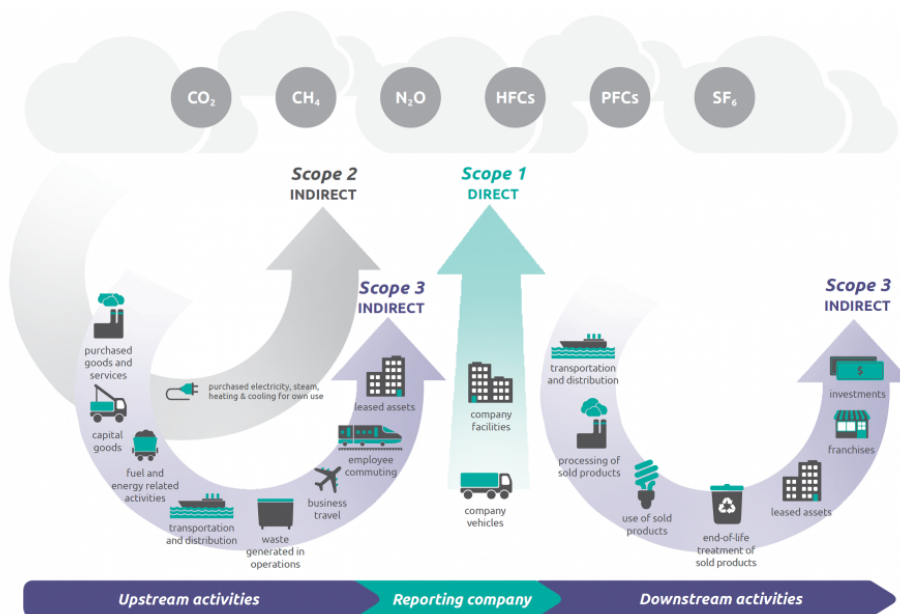 CO₂
CH₄
N₂O
HFCs
PFCs
SF₆
Scope 2
INDIRECT
Scope 1
DIRECT
Scope 3
INDIRECT
Scope 3
INDIRECT
purchased
goods and
services
capital
goods
fuel and
energy related
activities
transportation
and distribution
waste
generated in
operations
business
travel
employee
commuting
leased assets
purchased electricity, steam,
heating & cooling for own use
company
facilities
company
vehicles
transportation
and distribution
processing of
sold products
use of sold
products
end-of-life
treatment of
sold products
leased assets
franchises
investments
$
Upstream activities
Reporting company
Downstream activities